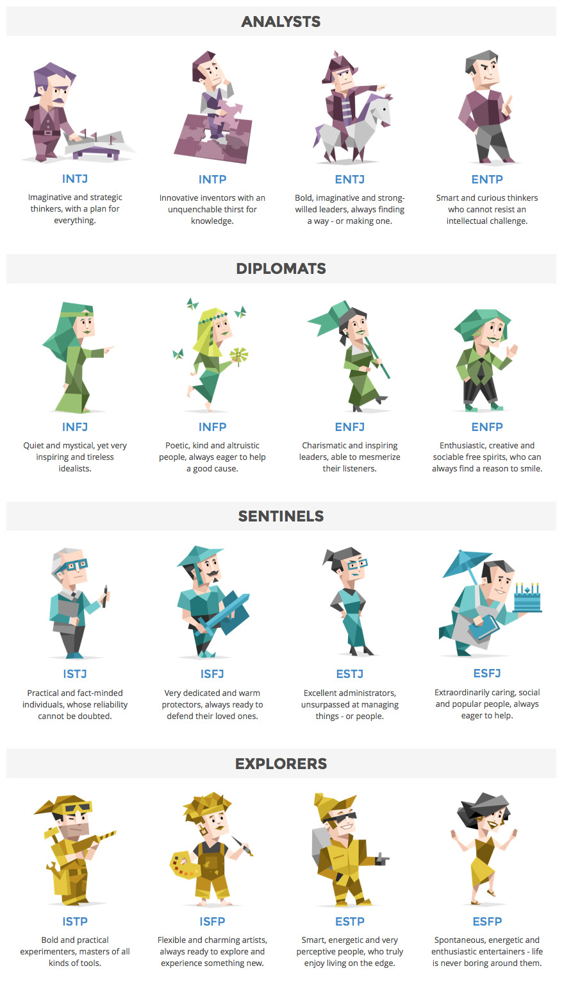 ANALYSTS
INTJ
Imaginative and strategic
thinkers, with a plan for
everything.
INTP
Innovative inventors with an
unquenchable thirst for
knowledge.
ENTJ
Bold, imaginative and strong-
willed leaders, always finding
a way - or making one.
ENTP
Smart and curious thinkers
who cannot resist an
intellectual challenge.
DIPLOMATS
INFJ
Quiet and mystical, yet very
inspiring and tireless
idealists.
INFP
Poetic, kind and altruistic
people, always eager to help
a good cause.
ENFJ
Charismatic and inspiring
leaders, able to mesmerize
their listeners.
ENFP
Enthusiastic, creative and
sociable free spirits, who can
always find a reason to smile.
SENTINELS
ISTJ
Practical and fact-minded
individuals, whose reliability
cannot be doubted.
ISFJ
Very dedicated and warm
protectors, always ready to
defend their loved ones.
ESTJ
Excellent administrators,
unsurpassed at managing
things - or people.
ESFJ
Extraordinarily caring, social
and popular people, always
eager to help.
EXPLORERS
ISTP
Bold and practical
experimenters, masters of all
kinds of tools.
ISFP
Flexible and charming artists,
always ready to explore and
experience something new.
ESTP
Smart, energetic and very
perceptive people, who truly
enjoy living on the edge.
ESFP
Spontaneous, energetic and
enthusiastic entertainers - life
is never boring around them.